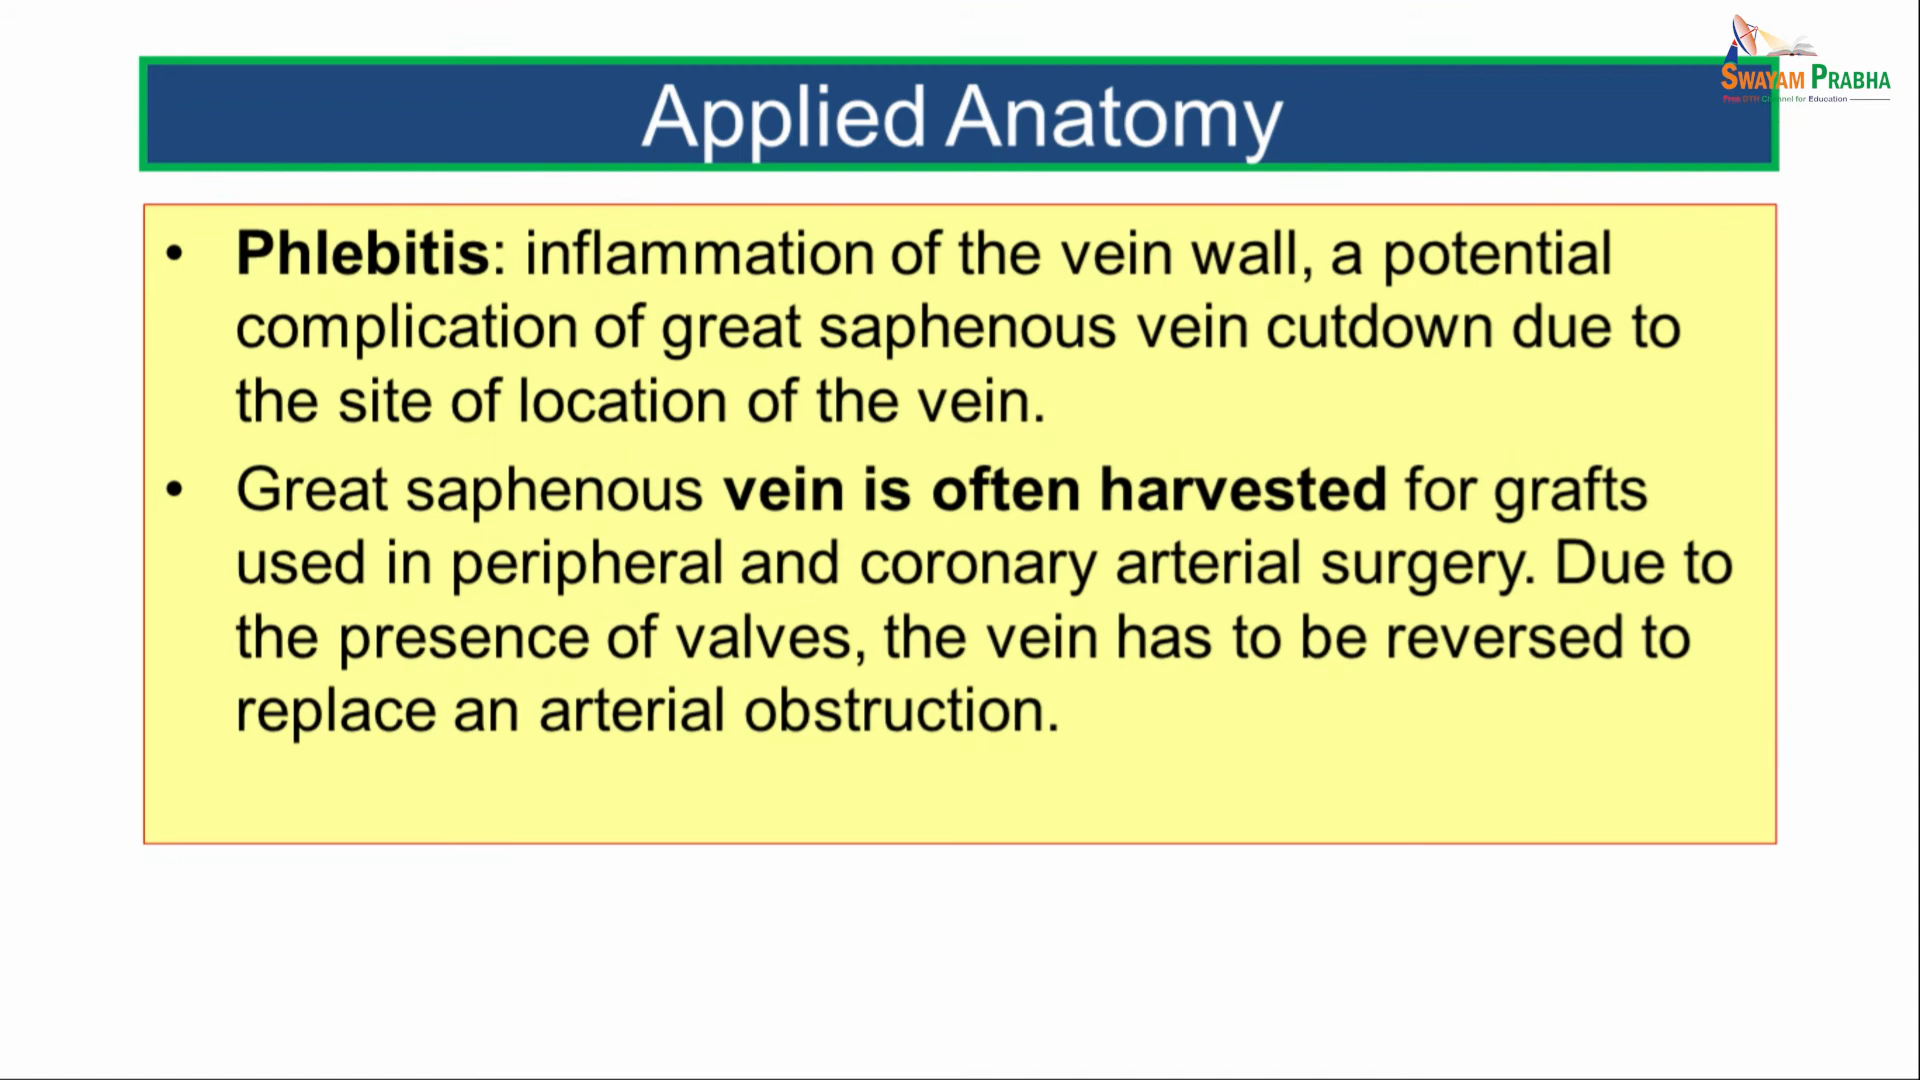 SWAYAM PRABHA
Free DTH Channel for Education
Applied Anatomy
• Phlebitis: inflammation of the vein wall, a potential
complication of great saphenous vein cutdown due to
the site of location of the vein.
• Great saphenous vein is often harvested for grafts
used in peripheral and coronary arterial surgery. Due to
the presence of valves, the vein has to be reversed to
replace an arterial obstruction.